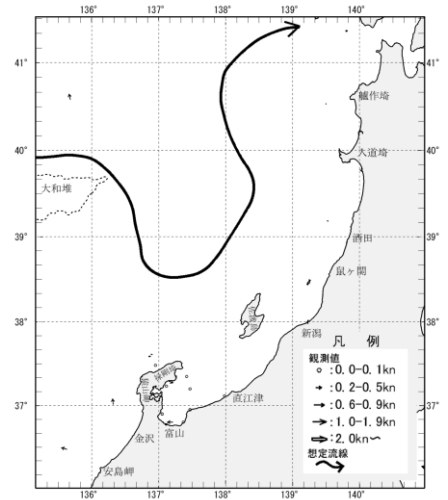 136° 137° 138° 139° 140°
41° 41°
艫作埼
40° 40°
入道埼
大和堆
39° 39°
酒田
鼠ヶ関
38° 38°
新潟
凡 例
観測値
:0.0-0.1kn
:0.2-0.5kn
:0.6-0.9kn
:1.0-1.9kn
:2.0kn〜
想定流線
直江津
37°
富山
金沢
安島岬
136° 137° 138° 139° 140°